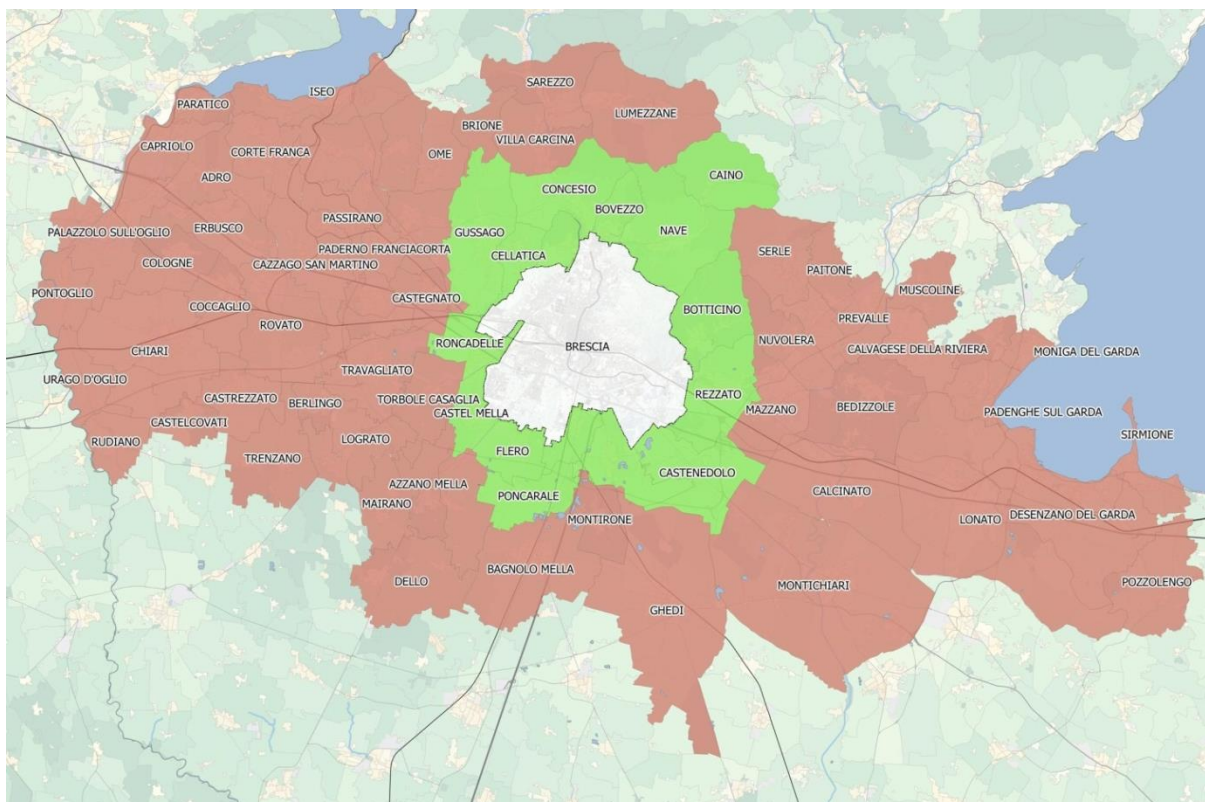 SAREZZO
ISEO
PARATICO
LUMEZZANE
BRIONE
VILLA CARCINA
CAPRIOLO
CORTE FRANCA
OME
ADRO
CAINO
CONCESIO
BOVEZZO
PASSIRANO
ERBUSCO
PALAZZOLO SULL'OGLIO
GUSSAGO
NAVE
PADERNO FRANCIACORTA
SERLE
CELLATICA
COLOGNE
CAZZAGO SAN MARTINO
PAITONE
PONTOGLIO
MUSCOLINE
CASTEGNATO
COCCAGLIO
BOTTICINO
PREVALLE
ROVATO
NUVOLERA
RONCADELLE
BRESCIA
CHIARI
CALVAGESE DELLA RIVIERA
MONIGA DEL GARDA
TRAVAGLIATO
URAGO D'OGLIO
REZZATO
CASTREZZATO
BERLINGO
TORBOLE CASAGLIA
BEDIZZOLE
MAZZANO
CASTEL MELLA
PADENGHE SUL GARDA
CASTELCOVATI
SIRMIONE
RUDIANO
LOGRATO
FLERO
TRENZANO
CASTENEDOLO
AZZANO MELLA
CALCINATO
PONCARALE
MAIRANO
DESENZANO DEL GARDA
MONTIRONE
LONATO
BAGNOLO MELLA
DELLO
POZZOLENGO
MONTICHIARI
GHEDI